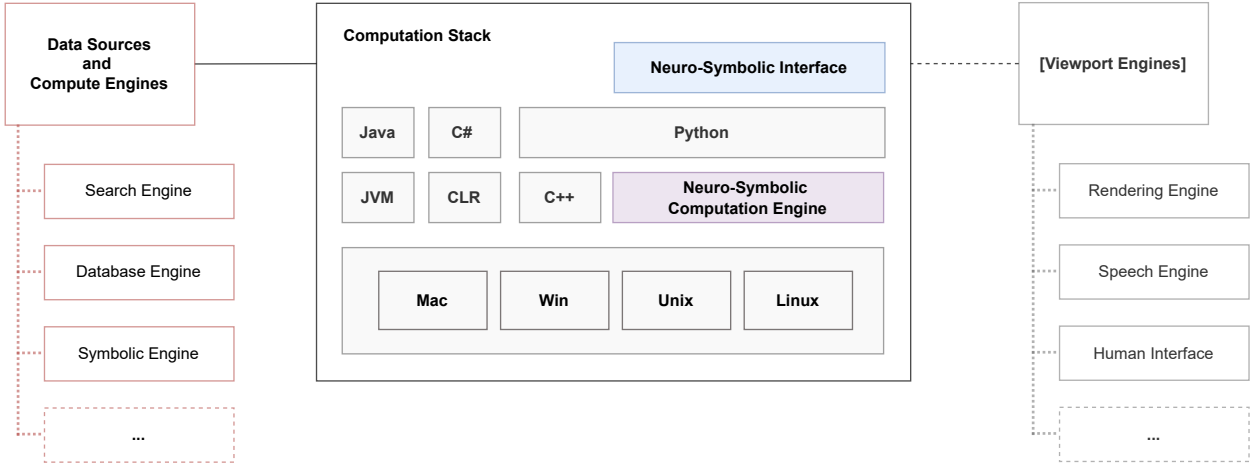 Data Sources
and
Compute Engines
Search Engine
Database Engine
Symbolic Engine
...
Computation Stack
Neuro-Symbolic Interface
Java
C#
Python
JVM
CLR
C++
Neuro-Symbolic
Computation Engine
Mac
Win
Unix
Linux
[Viewport Engines]
Rendering Engine
Speech Engine
Human Interface
...